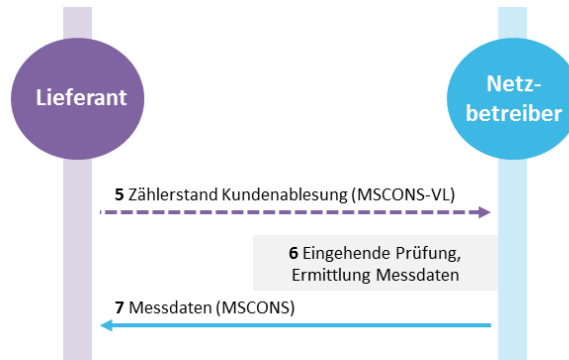 Lieferant
Netz-
betreiber
5 Zählerstand Kundenablesung (MSCONS-VL)
6 Eingehende Prüfung,
Ermittlung Messdaten
7 Messdaten (MSCONS)